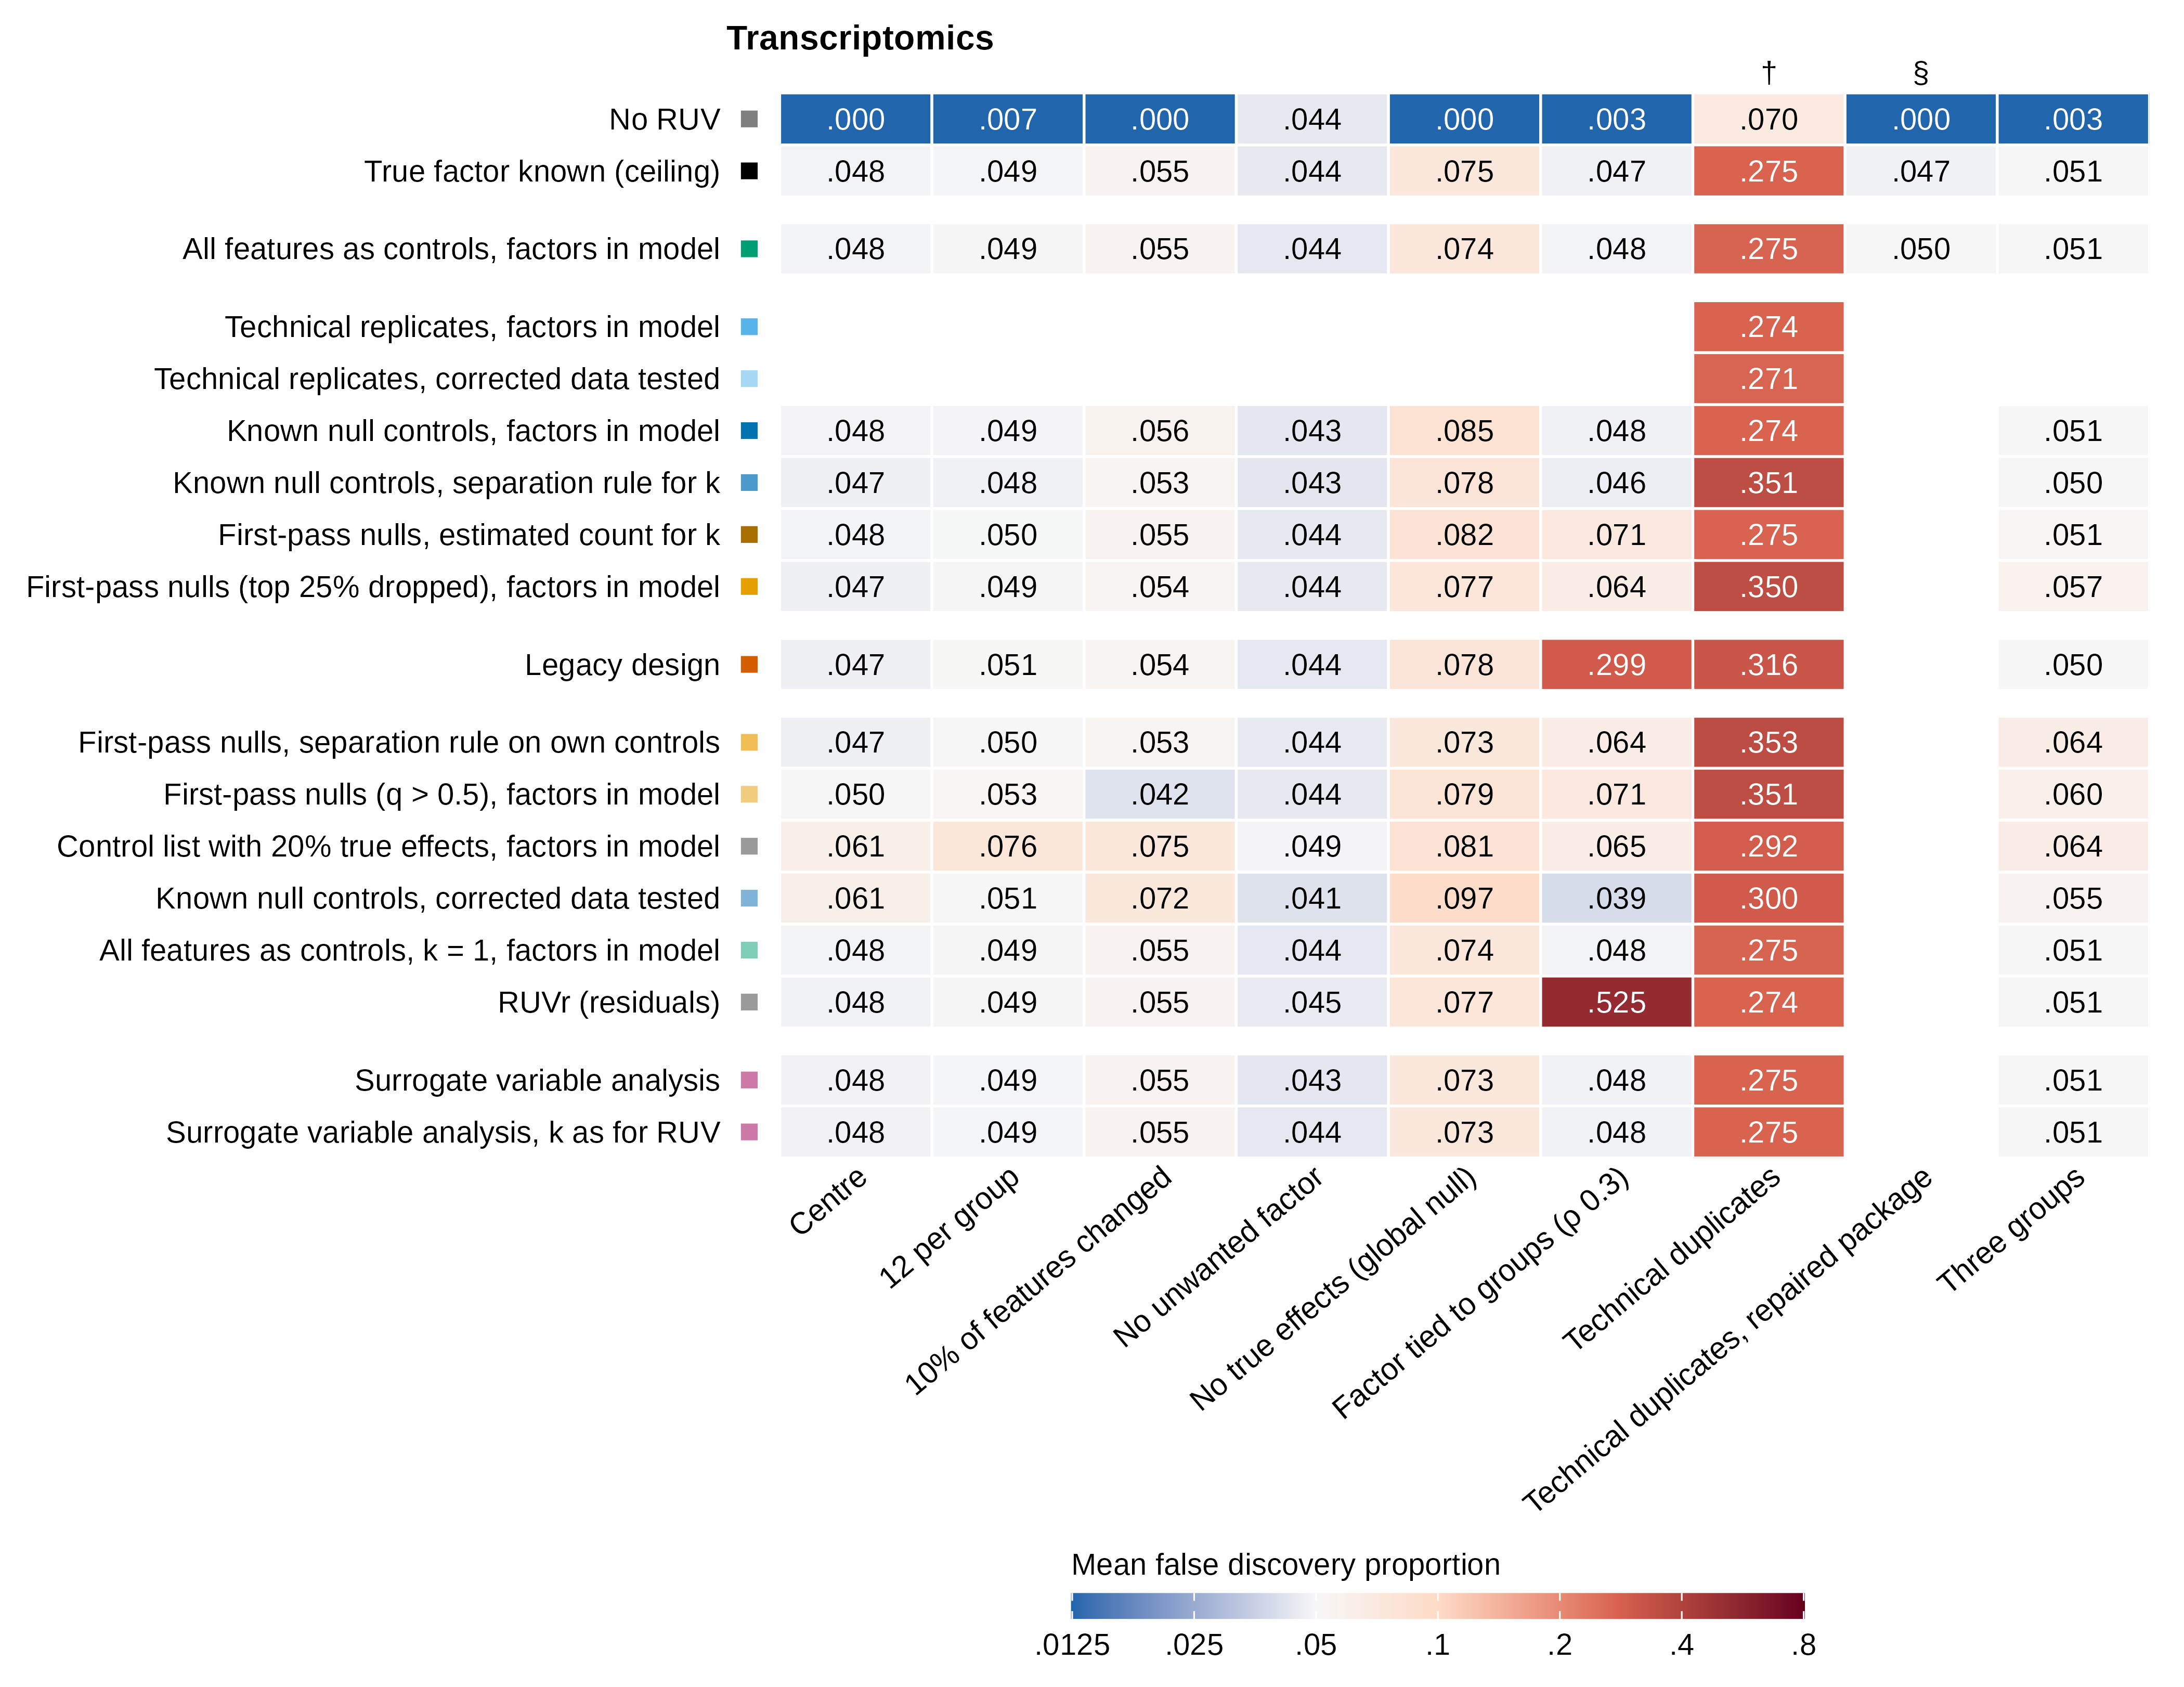 Transcriptomics
† §
No RUV .000 .007 .000 .044 .000 .003 .070 .000 .003
True factor known (ceiling) .048 .049 .055 .044 .075 .047 .275 .047 .051
All features as controls, factors in model .048 .049 .055 .044 .074 .048 .275 .050 .051
Technical replicates, factors in model .274
Technical replicates, corrected data tested .271
Known null controls, factors in model .048 .049 .056 .043 .085 .048 .274 .051
Known null controls, separation rule for k .047 .048 .053 .043 .078 .046 .351 .050
First-pass nulls, estimated count for k .048 .050 .055 .044 .082 .071 .275 .051
First-pass nulls (top 25% dropped), factors in model .047 .049 .054 .044 .077 .064 .350 .057
Legacy design .047 .051 .054 .044 .078 .299 .316 .050
First-pass nulls, separation rule on own controls .047 .050 .053 .044 .073 .064 .353 .064
First-pass nulls (q > 0.5), factors in model .050 .053 .042 .044 .079 .071 .351 .060
Control list with 20% true effects, factors in model .061 .076 .075 .049 .081 .065 .292 .064
Known null controls, corrected data tested .061 .051 .072 .041 .097 .039 .300 .055
All features as controls, k = 1, factors in model .048 .049 .055 .044 .074 .048 .275 .051
RUVr (residuals) .048 .049 .055 .045 .077 .525 .274 .051
Surrogate variable analysis .048 .049 .055 .043 .073 .048 .275 .051
Surrogate variable analysis, k as for RUV .048 .049 .055 .044 .073 .048 .275 .051
Centre
12 per group
10% of features changed
No unwanted factor
No true effects (global null)
Factor tied to groups (ρ 0.3)
Technical duplicates
Technical duplicates, repaired package
Three groups
Mean false discovery proportion
.0125 .025 .05 .1 .2 .4 .8